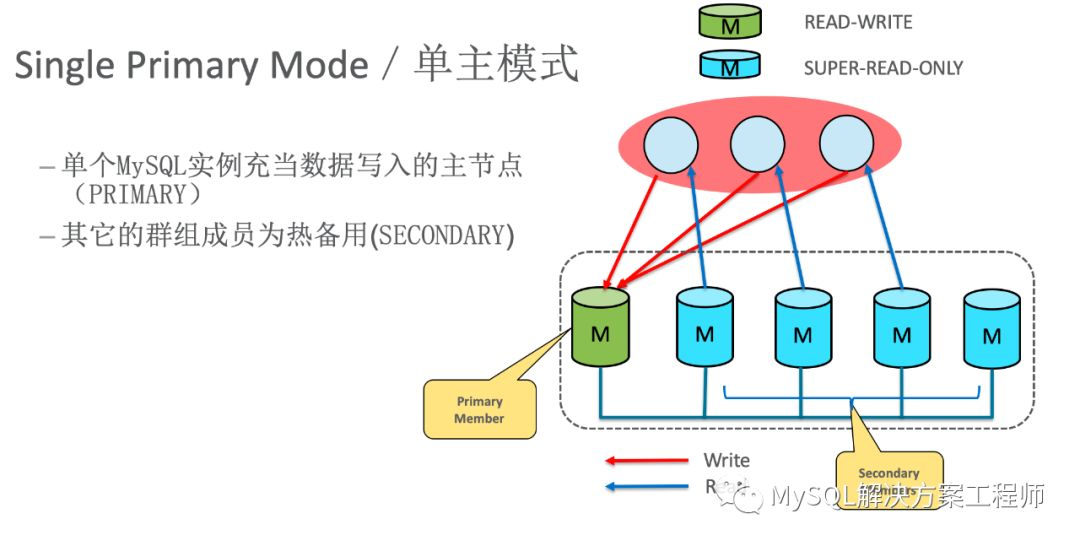 READ-WRITE
M
SUPER-READ-ONLY
M
Single Primary Mode / 单主模式
– 单个MySQL实例充当数据写入的主节点
（PRIMARY）
– 其它的群组成员为热备用(SECONDARY)
M
M
M
M
M
Primary
Member
Write
Secondary
MySQL解决方案工程师